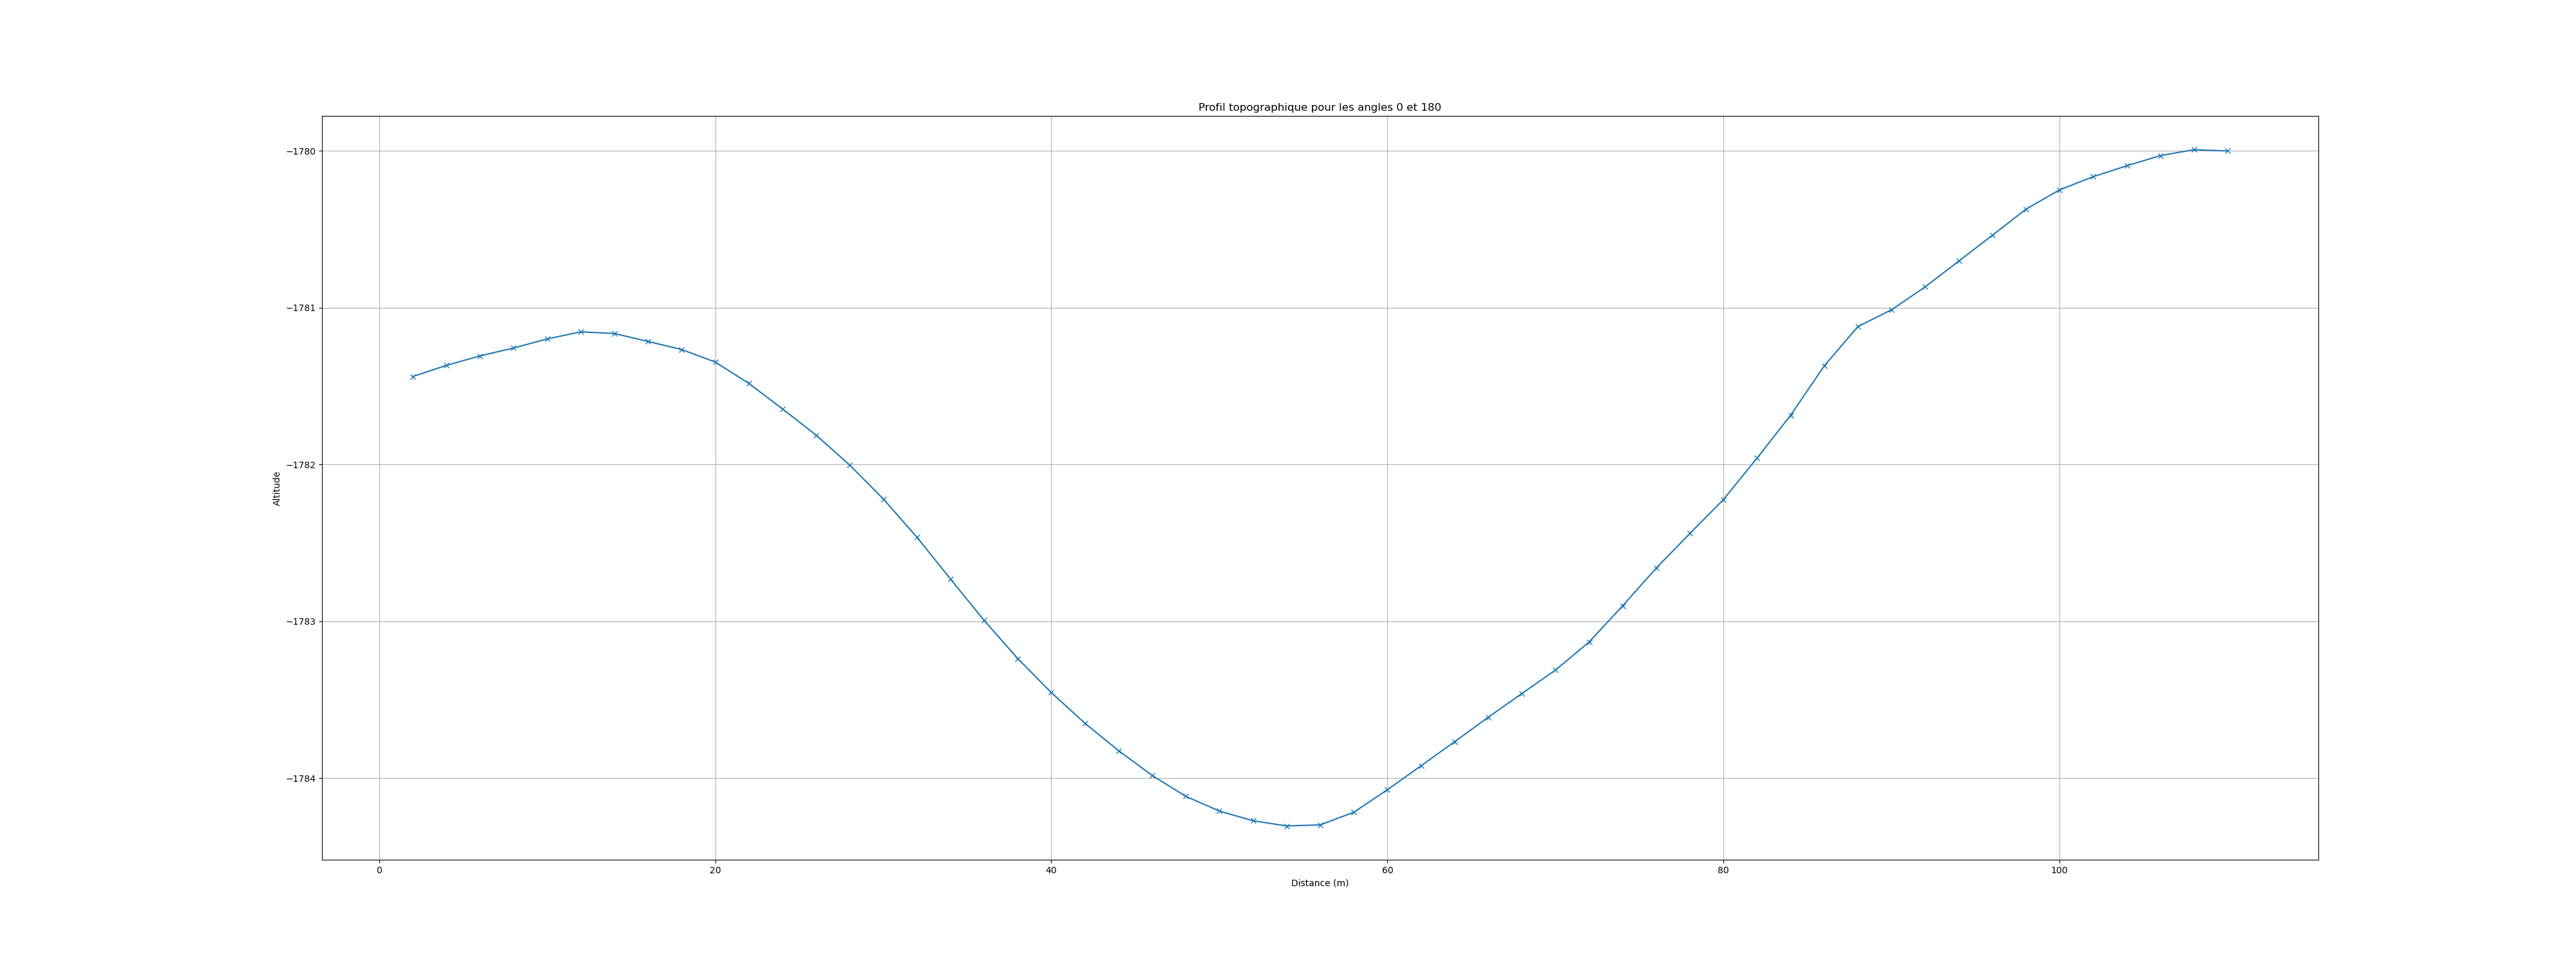 Profil topographique pour les angles 0 et 180
Altitude
−1780
−1781
−1782
−1783
−1784
0 20 40 60 80 100
Distance (m)